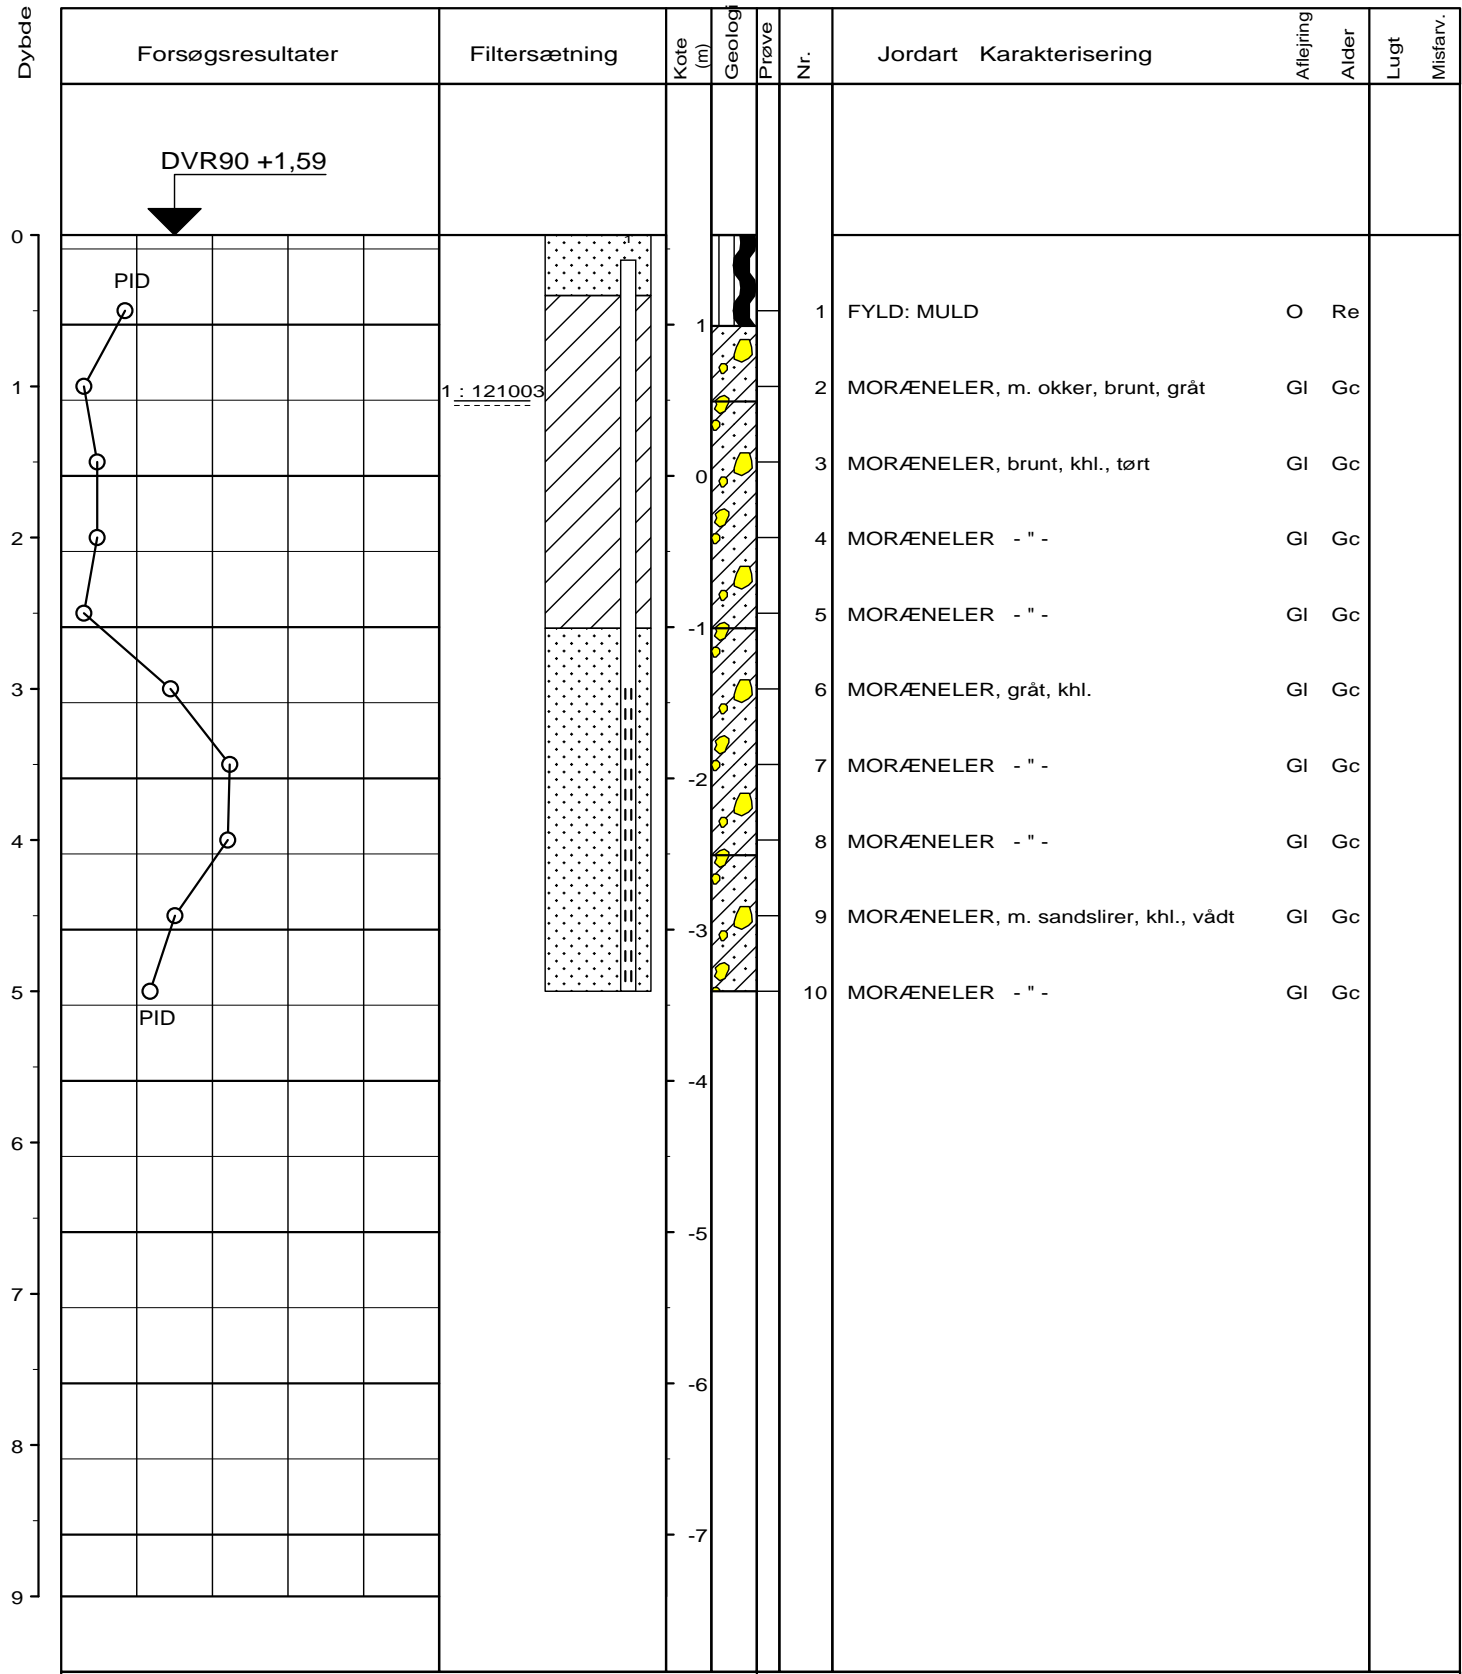 Dybde Forsøgsresultater Filtersætning Kote (m) Geologi Prøve Nr. Jordart Karakterisering Aflejring Alder Lugt Misfarv.
DVR90 +1,59
0
PID
1 FYLD: MULD O Re
1
1 1 : 121003 2 MORÆNELER, m. okker, brunt, gråt Gl Gc
3 MORÆNELER, brunt, khl., tørt Gl Gc
0
2 4 MORÆNELER - " - Gl Gc
5 MORÆNELER - " - Gl Gc
-1
3 6 MORÆNELER, gråt, khl. Gl Gc
7 MORÆNELER - " - Gl Gc
-2
4 8 MORÆNELER - " - Gl Gc
9 MORÆNELER, m. sandslirer, khl., vådt Gl Gc
-3
5 10 MORÆNELER - " - Gl Gc
PID
-4
6
-5
7
-6
8
-7
9